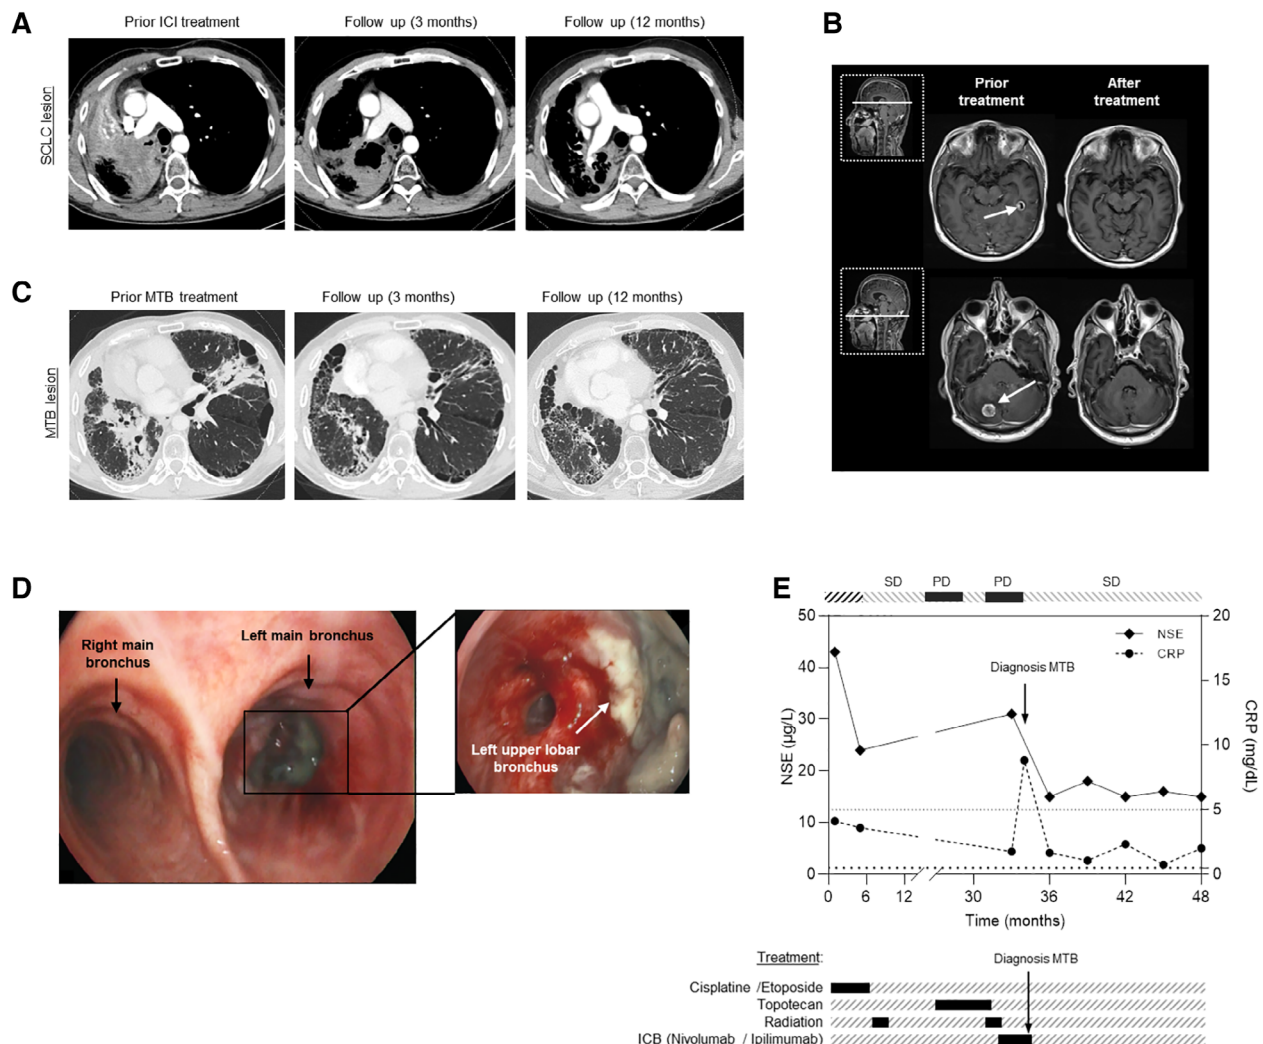 A
Prior ICI treatment
Follow up (3 months)
Follow up (12 months)
SCLC lesion
B
Prior
treatment
After
treatment
C
Prior MTB treatment
Follow up (3 months)
Follow up (12 months)
MTB lesion
D
Right main
bronchus
Left main bronchus
Left upper lobar
bronchus
E
SD
PD
PD
SD
NSE
CRP
Diagnosis MTB
NSE (µg/L)
50
40
30
20
10
0
CRP (mg/dL)
20
15
10
5
0
0
6
12
30
36
42
48
Time (months)
Treatment:
Diagnosis MTB
Cisplatine /Etoposide
Topotecan
Radiation
ICB (Nivolumab / Ipilimumab)